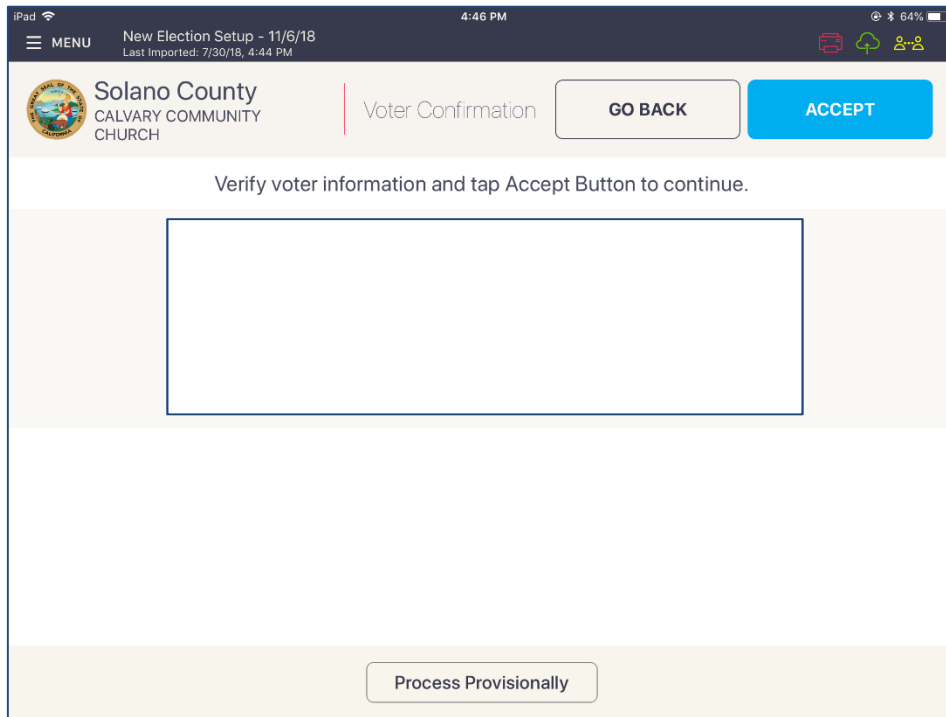 iPad
4:46 PM
64%
MENU
New Election Setup - 11/6/18
Last Imported: 7/30/18, 4:44 PM
Solano County
CALVARY COMMUNITY
CHURCH
Voter Confirmation
GO BACK
ACCEPT
Verify voter information and tap Accept Button to continue.
Process Provisionally